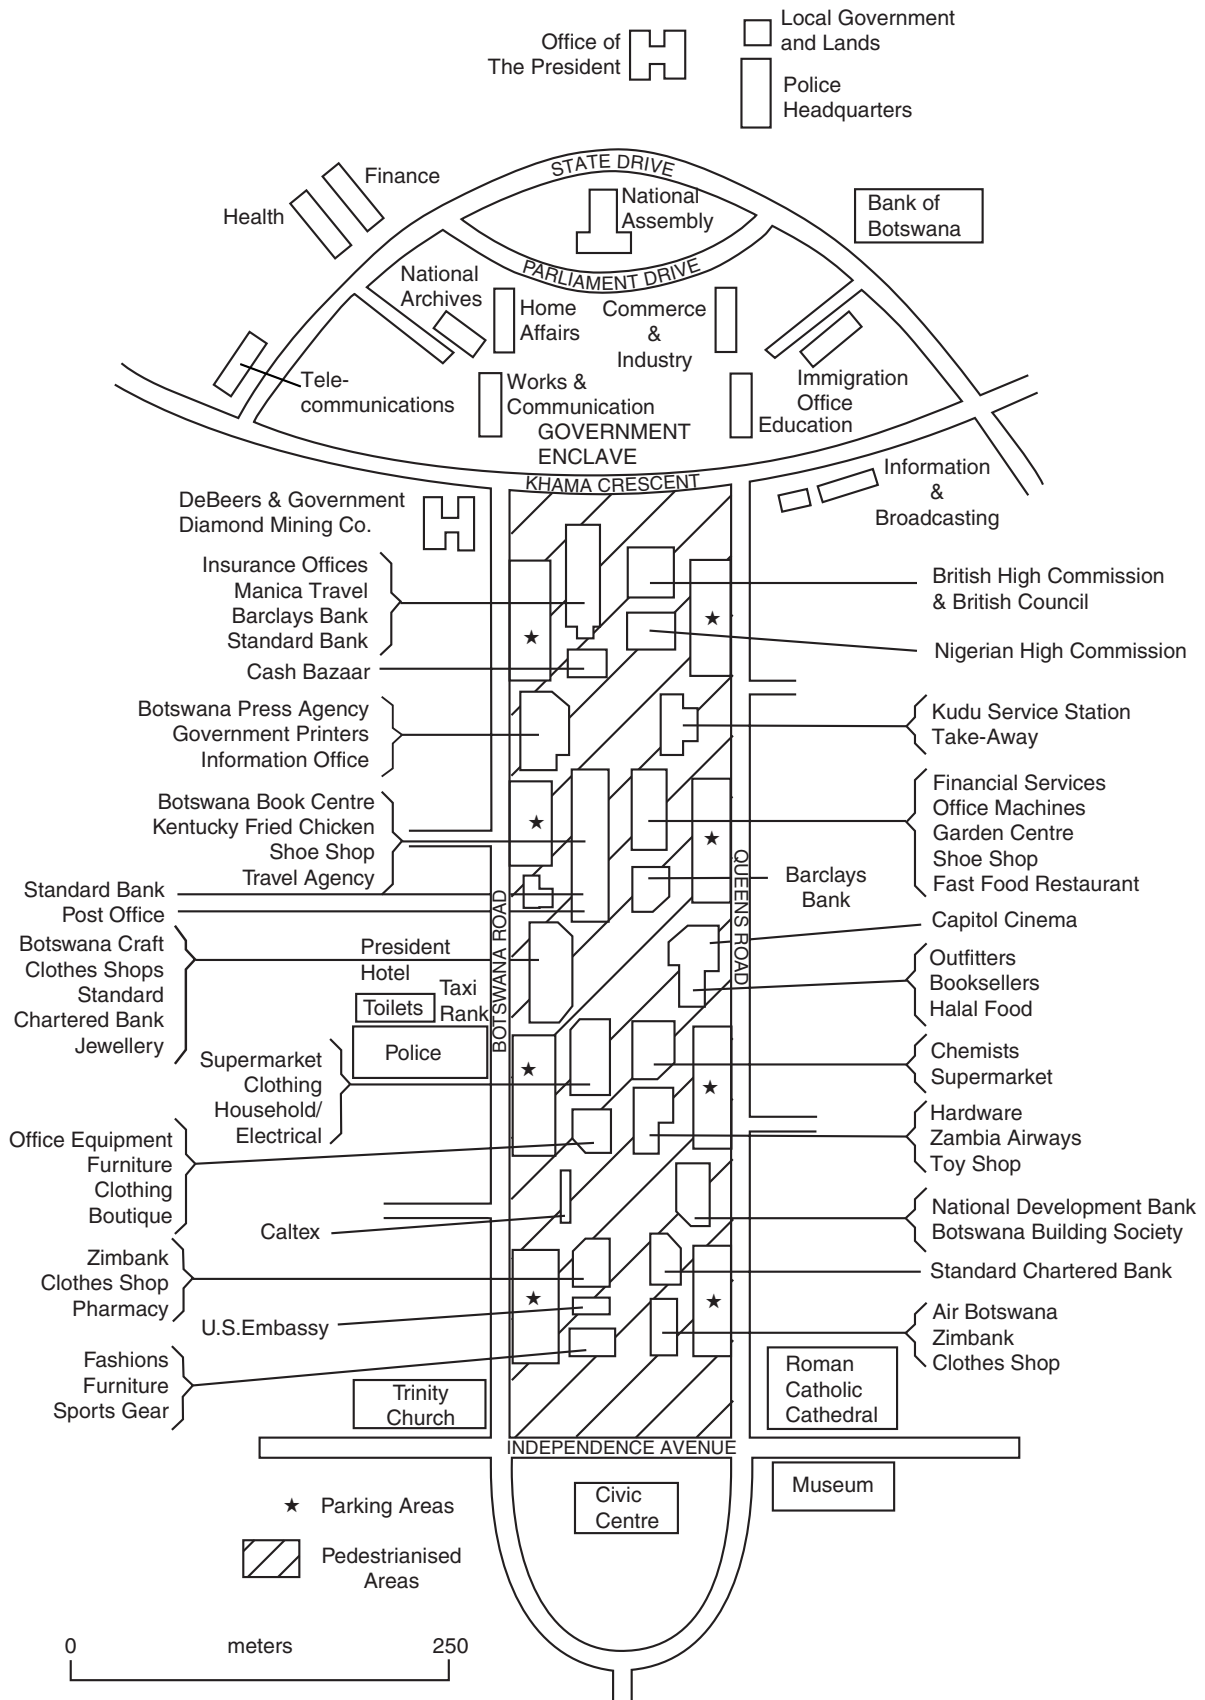 Office of
The President
Local Government
and Lands
Police
Headquarters
STATE DRIVE
Finance
Health
National
Assembly
Bank of
Botswana
PARLIAMENT DRIVE
National
Archives
Home
Affairs
Commerce
&
Industry
Tele-
communications
Works &
Communication
Immigration
Office
Education
GOVERNMENT
ENCLAVE
KHAMA CRESCENT
Information
&
Broadcasting
DeBeers & Government
Diamond Mining Co.
Insurance Offices
Manica Travel
Barclays Bank
Standard Bank
Cash Bazaar
British High Commission
& British Council
Nigerian High Commission
Botswana Press Agency
Government Printers
Information Office
Kudu Service Station
Take-Away
Botswana Book Centre
Kentucky Fried Chicken
Shoe Shop
Travel Agency
Financial Services
Office Machines
Garden Centre
Shoe Shop
Fast Food Restaurant
Standard Bank
Post Office
Barclays
Bank
BOTSWANA ROAD
QUEENS ROAD
Capitol Cinema
Botswana Craft
Clothes Shops
Standard
Chartered Bank
Jewellery
President
Hotel
Toilets
Taxi
Rank
Police
Outfitters
Booksellers
Halal Food
Supermarket
Clothing
Household/
Electrical
Chemists
Supermarket
Hardware
Zambia Airways
Toy Shop
Office Equipment
Furniture
Clothing
Boutique
Caltex
National Development Bank
Botswana Building Society
Zimbank
Clothes Shop
Pharmacy
Standard Chartered Bank
U.S.Embassy
Air Botswana
Zimbank
Clothes Shop
Fashions
Furniture
Sports Gear
Trinity
Church
Roman
Catholic
Cathedral
INDEPENDENCE AVENUE
Museum
Civic
Centre
★ Parking Areas
Pedestrianised
Areas
0 meters 250